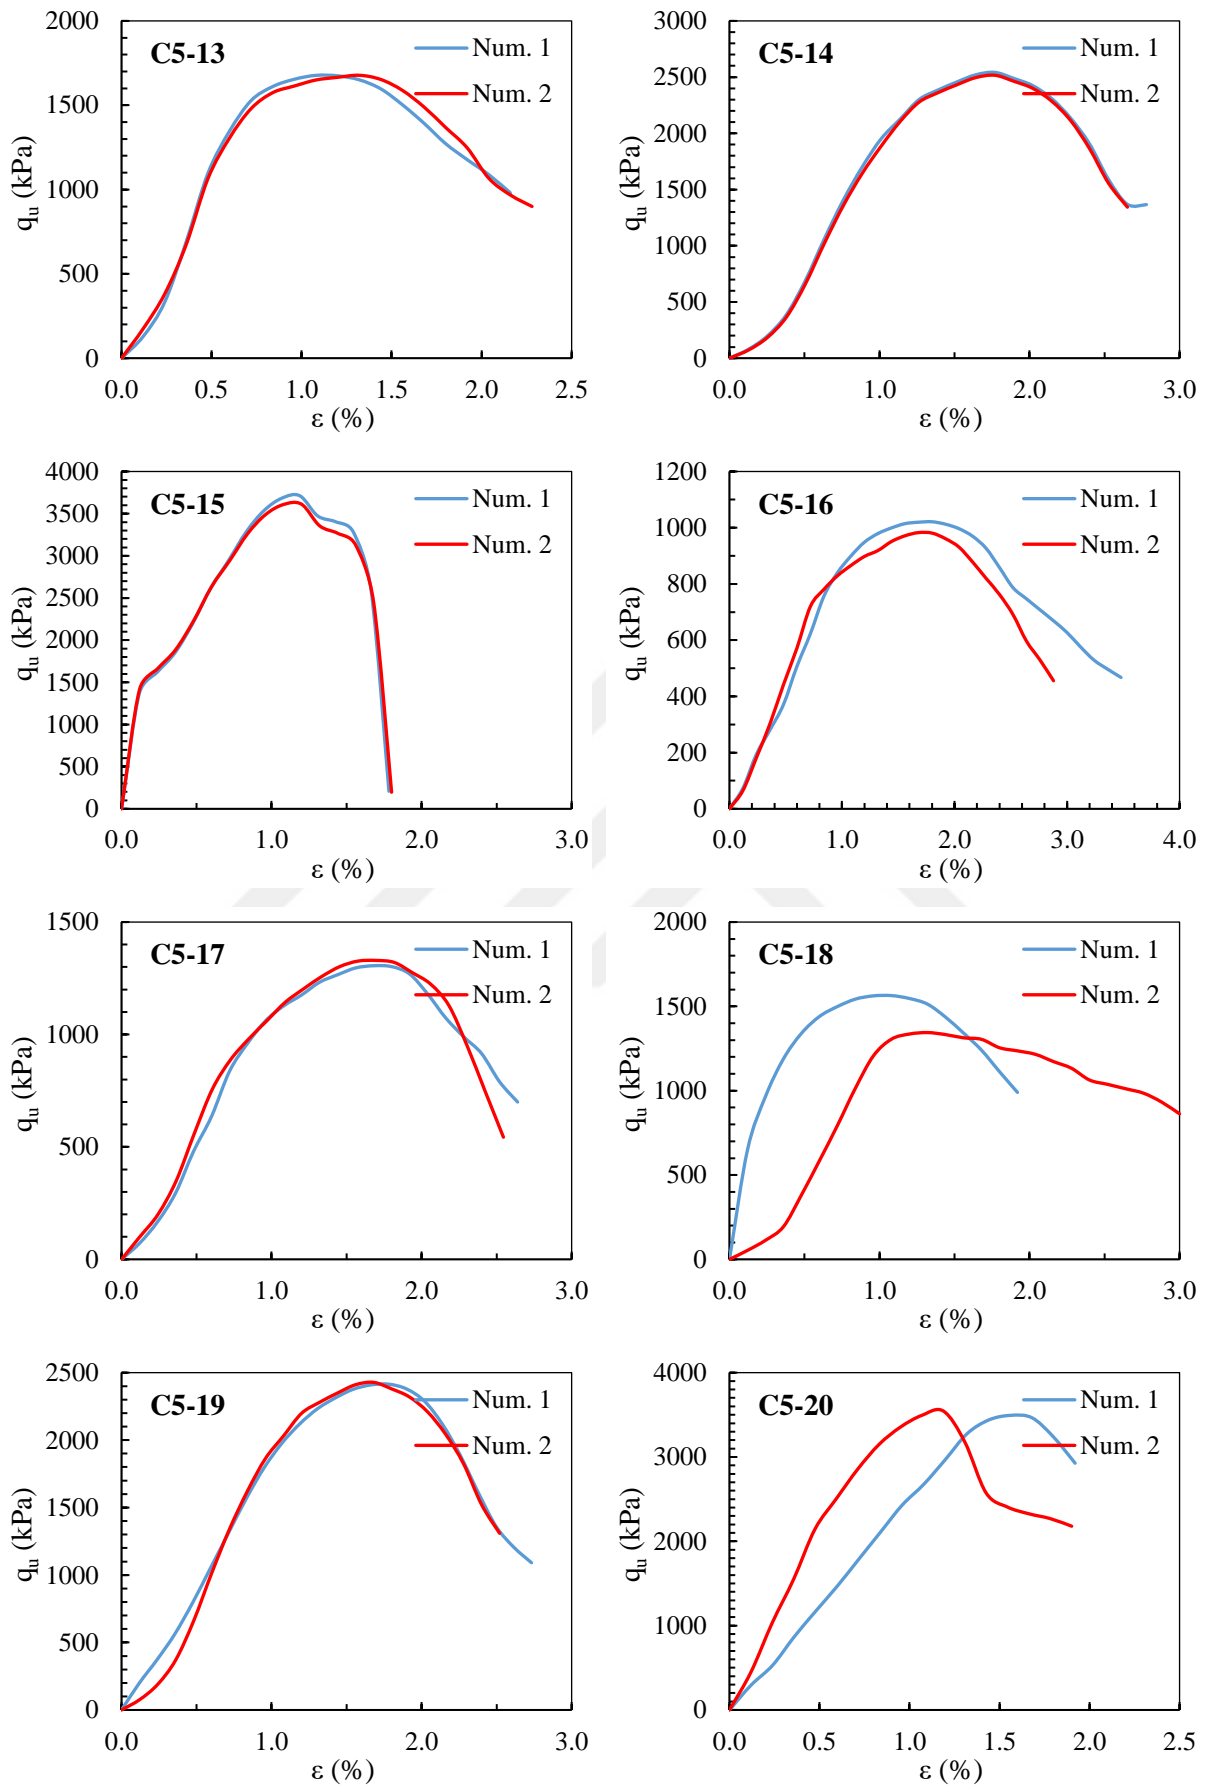 C5-13
Num. 1
Num. 2
2000
1500
1000
500
0
q_u (kPa)
0.0 0.5 1.0 1.5 2.0 2.5
ε (%)
C5-14
Num. 1
Num. 2
3000
2500
2000
1500
1000
500
0
q_u (kPa)
0.0 1.0 2.0 3.0
ε (%)
C5-15
Num. 1
Num. 2
4000
3500
3000
2500
2000
1500
1000
500
0
q_u (kPa)
0.0 1.0 2.0 3.0
ε (%)
C5-16
Num. 1
Num. 2
1200
1000
800
600
400
200
0
q_u (kPa)
0.0 1.0 2.0 3.0 4.0
ε (%)
C5-17
Num. 1
Num. 2
1500
1000
500
0
q_u (kPa)
0.0 1.0 2.0 3.0
ε (%)
C5-18
Num. 1
Num. 2
2000
1500
1000
500
0
q_u (kPa)
0.0 1.0 2.0 3.0
ε (%)
C5-19
Num. 1
Num. 2
2500
2000
1500
1000
500
0
q_u (kPa)
0.0 1.0 2.0 3.0
ε (%)
C5-20
Num. 1
Num. 2
4000
3000
2000
1000
0
q_u (kPa)
0.0 0.5 1.0 1.5 2.0 2.5
ε (%)